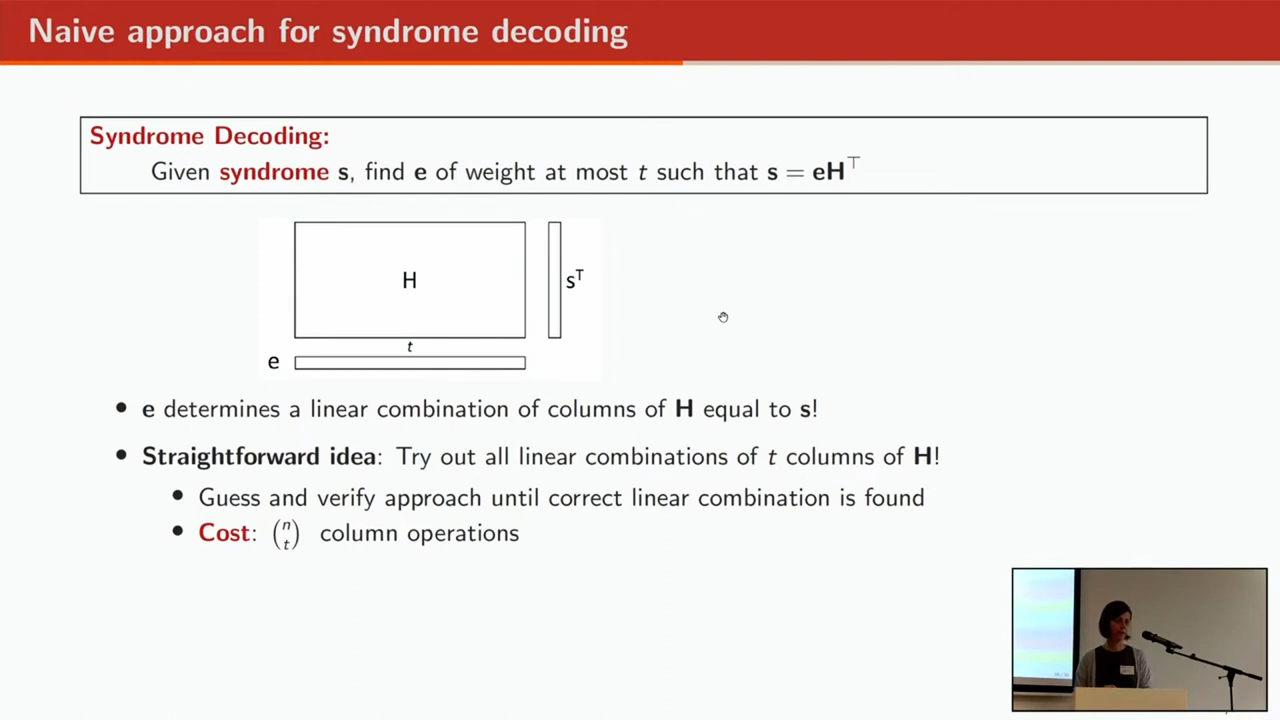 Naive approach for syndrome decoding
Syndrome Decoding:
Given syndrome s, find e of weight at most t such that s = eH⊤
H
sT
t
e
• e determines a linear combination of columns of H equal to s!
• Straightforward idea: Try out all linear combinations of t columns of H!
• Guess and verify approach until correct linear combination is found
• Cost: (n t) column operations